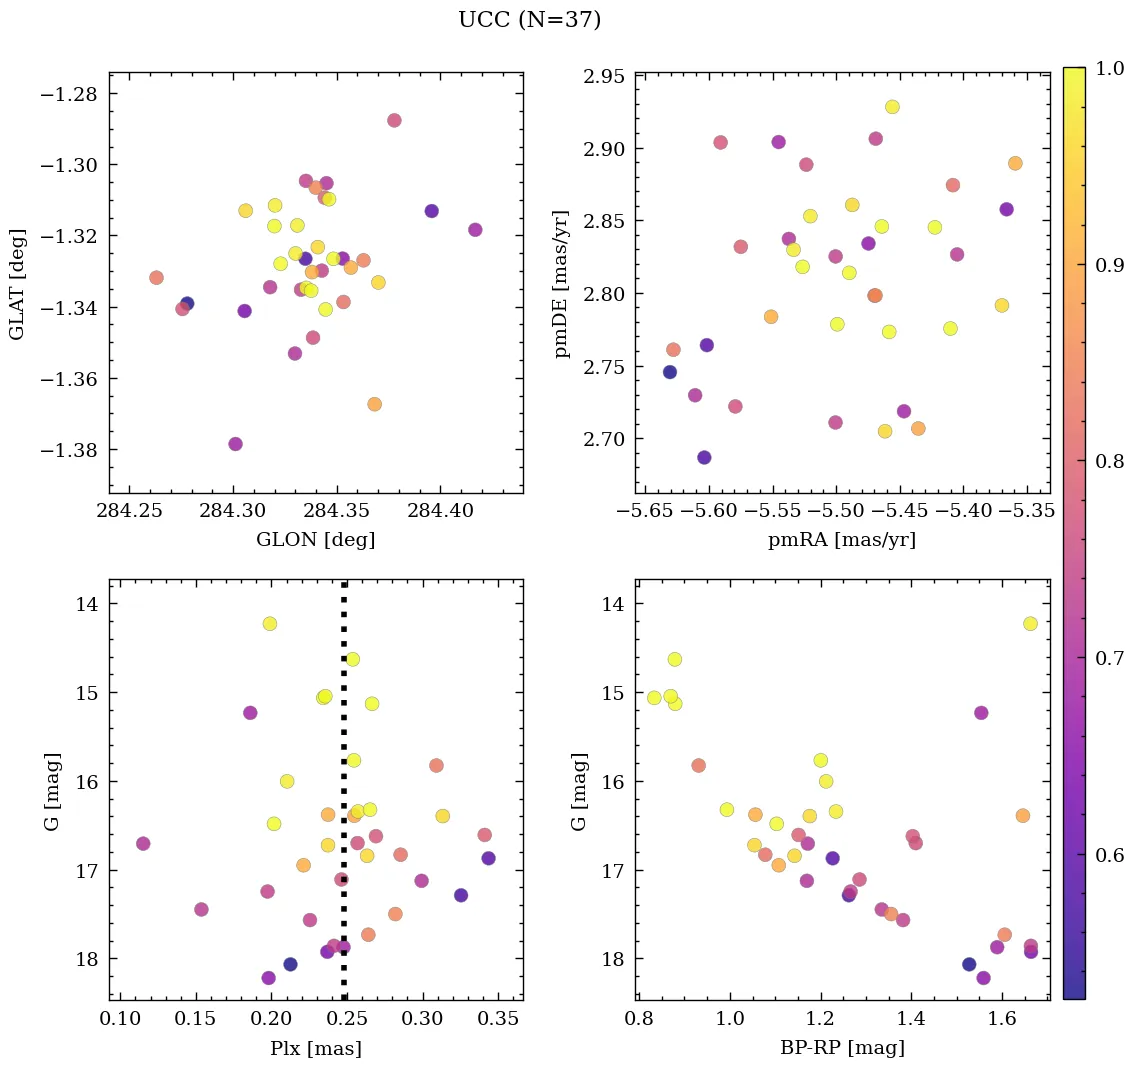 UCC (N=37)
−1.28
−1.30
−1.32
−1.34
−1.36
−1.38
GLAT [deg]
284.25 284.30 284.35 284.40
GLON [deg]
2.95
2.90
2.85
2.80
2.75
2.70
pmDE [mas/yr]
−5.65 −5.60 −5.55 −5.50 −5.45 −5.40 −5.35
pmRA [mas/yr]
1.0
0.9
0.8
0.7
0.6
14
15
16
17
18
G [mag]
0.10 0.15 0.20 0.25 0.30 0.35
Plx [mas]
14
15
16
17
18
G [mag]
0.8 1.0 1.2 1.4 1.6
BP-RP [mag]